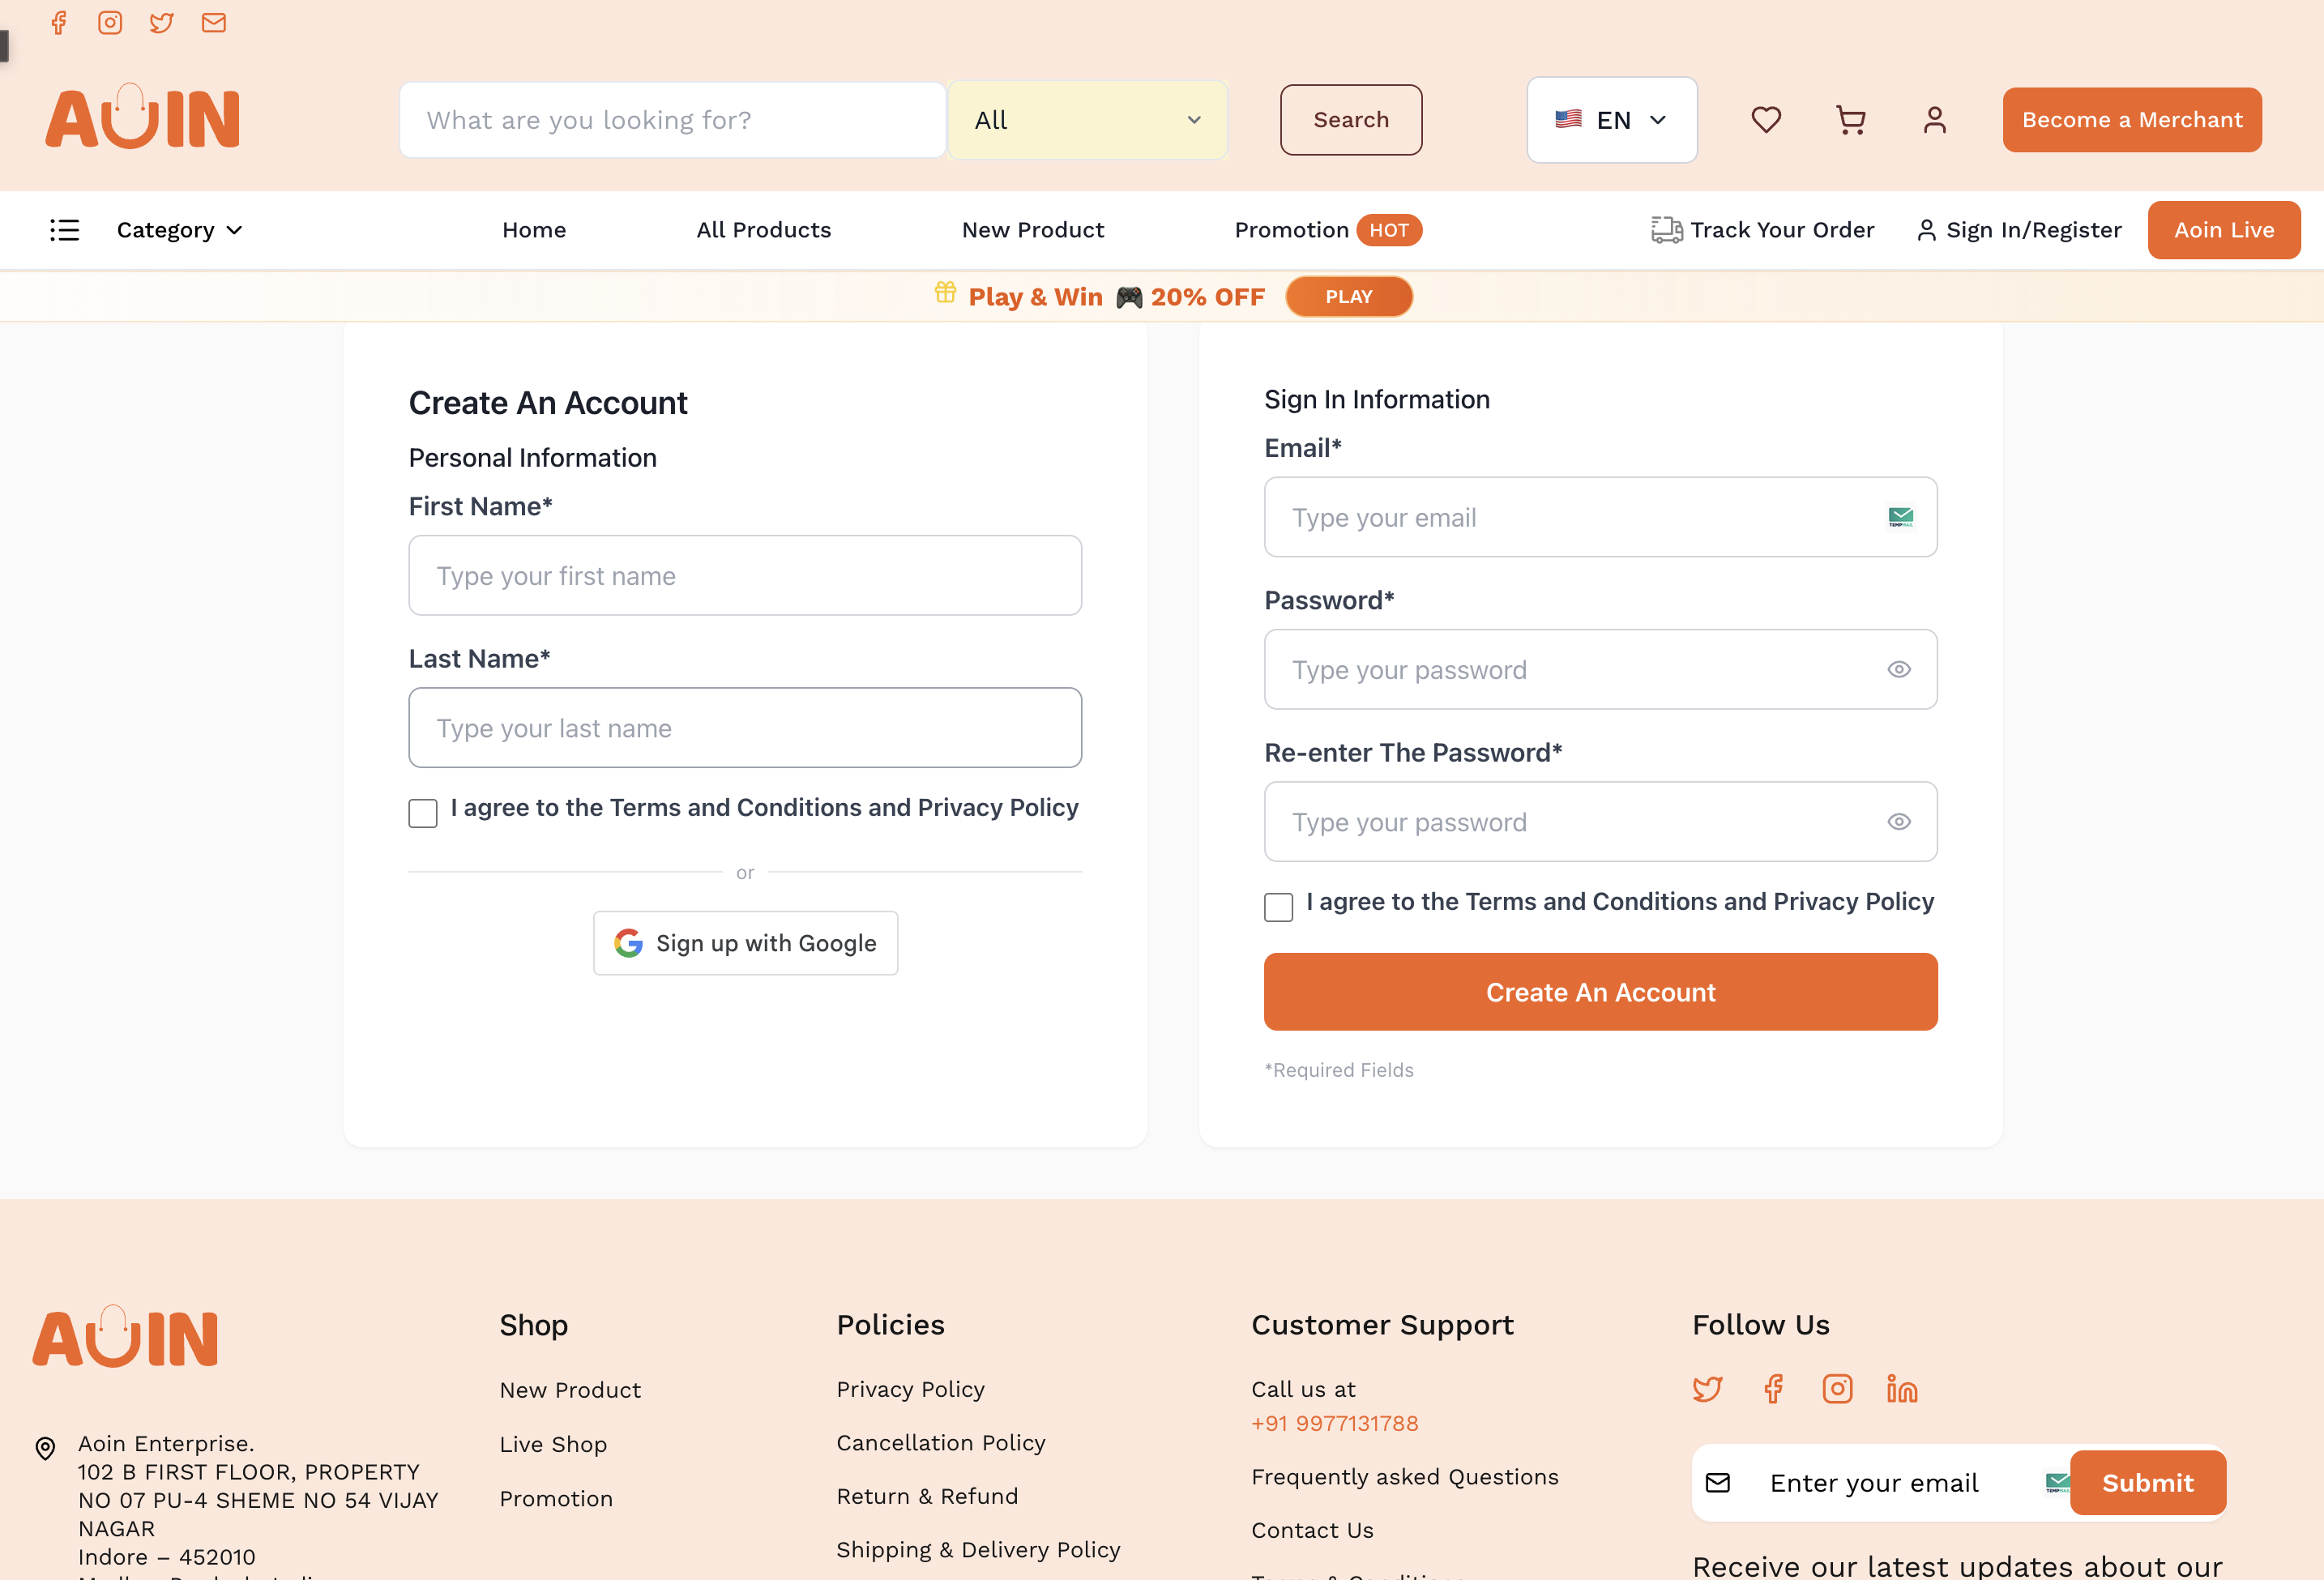 AOIN
What are you looking for?
All
Search
EN
Become a Merchant
Category
Home
All Products
New Product
Promotion HOT
Track Your Order
Sign In/Register
Aoin Live
Play & Win 20% OFF
PLAY
Create An Account
Personal Information
First Name*
Type your first name
Last Name*
Type your last name
I agree to the Terms and Conditions and Privacy Policy
or
Sign up with Google
Sign In Information
Email*
Type your email
Password*
Type your password
Re-enter The Password*
Type your password
I agree to the Terms and Conditions and Privacy Policy
Create An Account
*Required Fields
AOIN
Aoin Enterprise.
102 B FIRST FLOOR, PROPERTY
NO 07 PU-4 SHEME NO 54 VIJAY
NAGAR
Indore – 452010
Shop
New Product
Live Shop
Promotion
Policies
Privacy Policy
Cancellation Policy
Return & Refund
Shipping & Delivery Policy
Customer Support
Call us at
+91 9977131788
Frequently asked Questions
Contact Us
Follow Us
Enter your email
Submit
Receive our latest updates about our